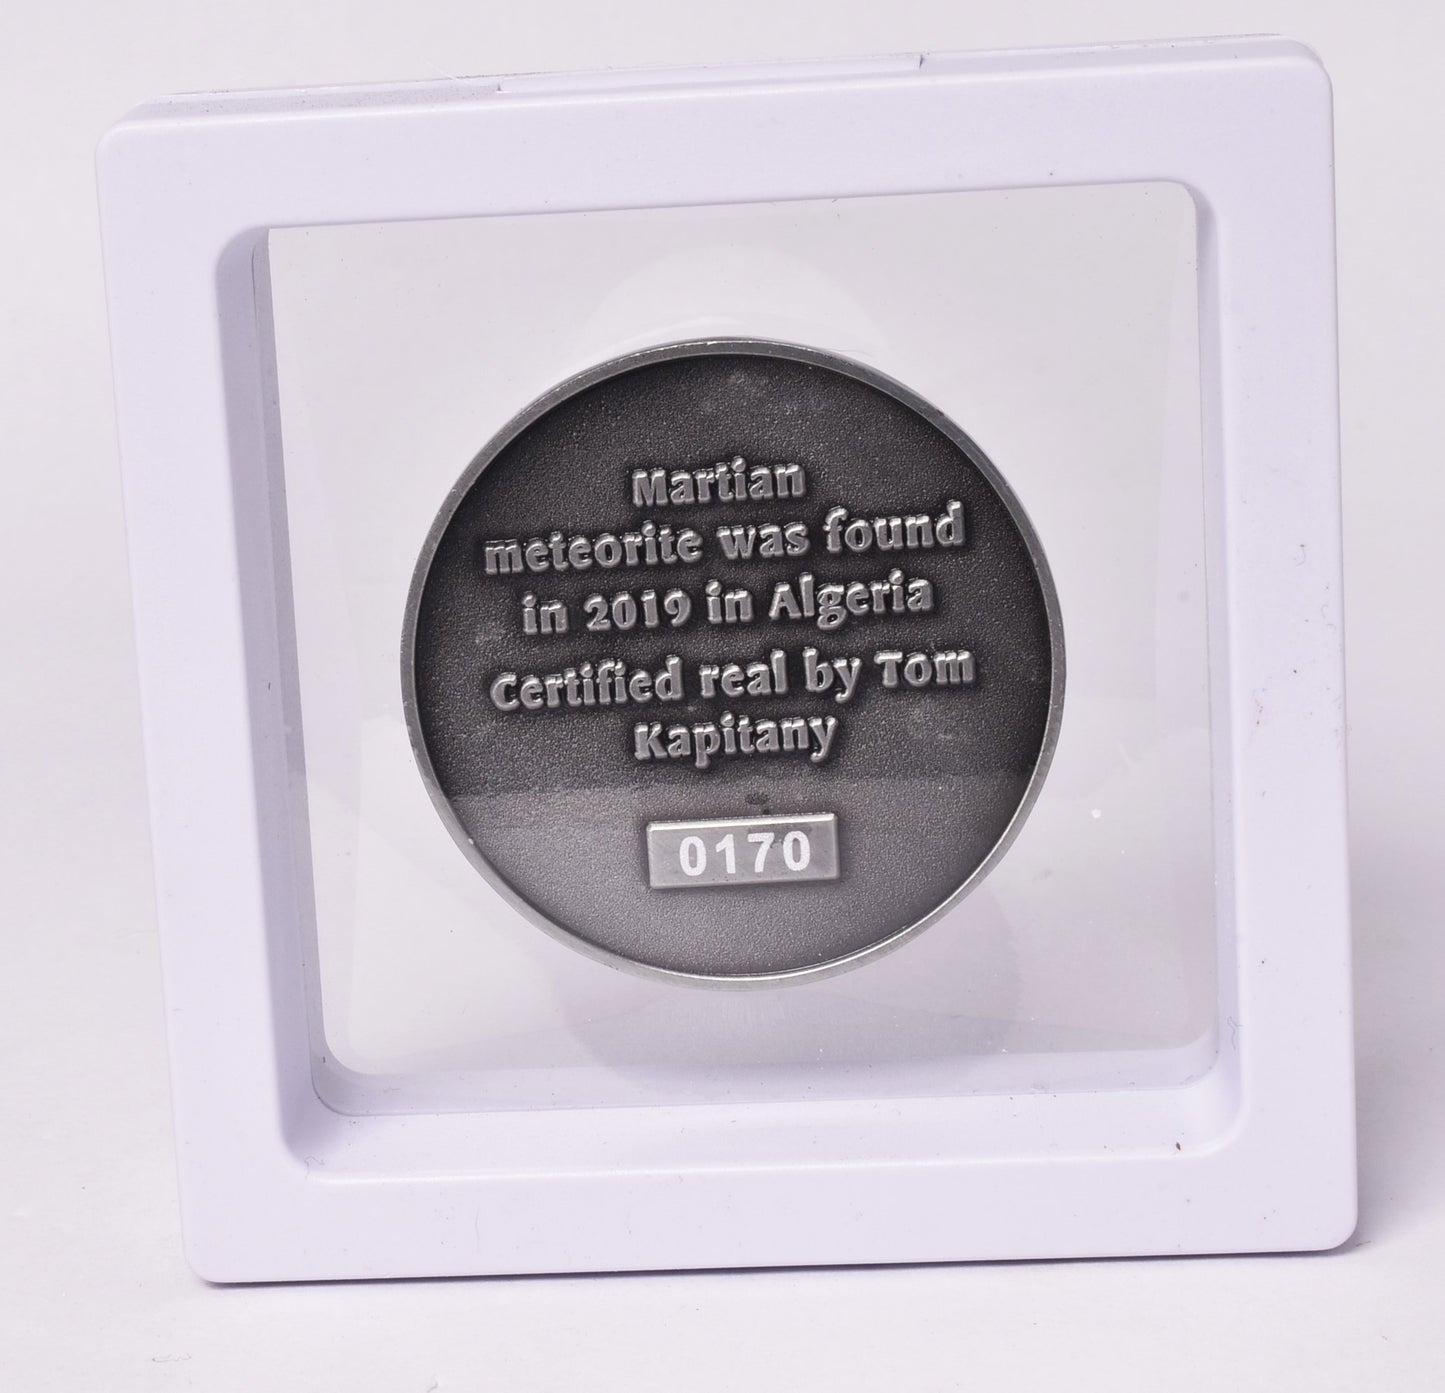 Martian
meteorite was found
in 2019 in Algeria
Certified real by Tom
Kapitany
0170